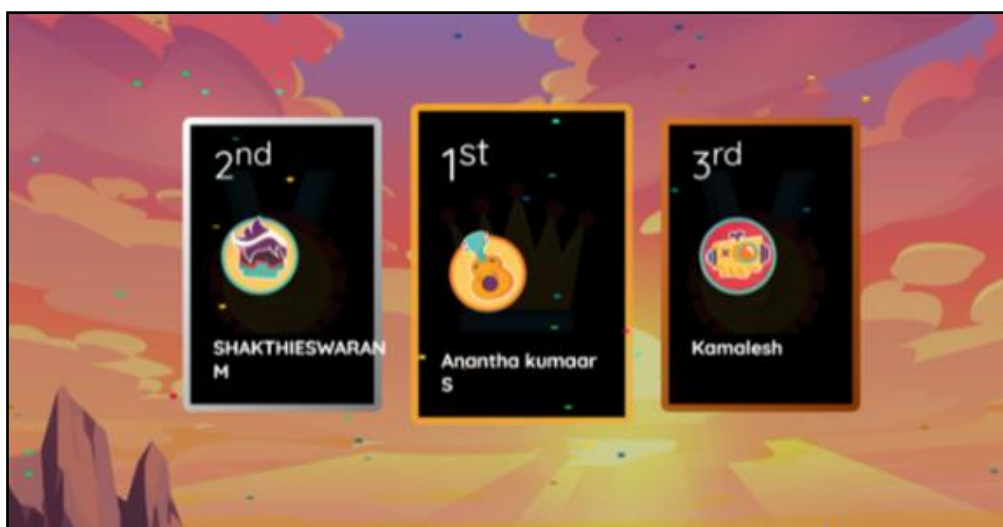 2nd
SHAKTHIESWARAN
M
1st
Anantha kumaar
S
3rd
Kamalesh